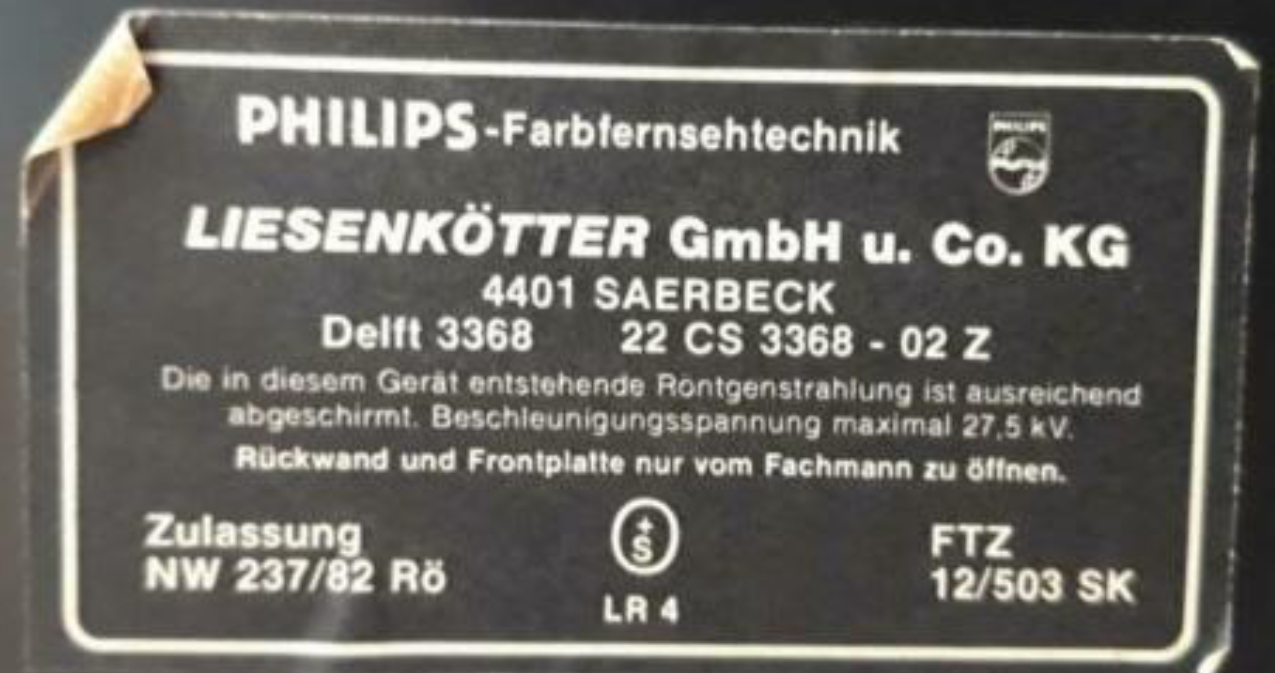 PHILIPS-Farbfernsehtechnik
PHILIPS
LIESENKÖTTER GmbH u. Co. KG
4401 SAERBECK
Delft 3368 22 CS 3368 - 02 Z
Die in diesem Gerät entstehende Röntgenstrahlung ist ausreichend
abgeschirmt. Beschleunigungsspannung maximal 27,5 kV.
Rückwand und Frontplatte nur vom Fachmann zu öffnen.
Zulassung
NW 237/82 Rö
+
S
LR 4
FTZ
12/503 SK